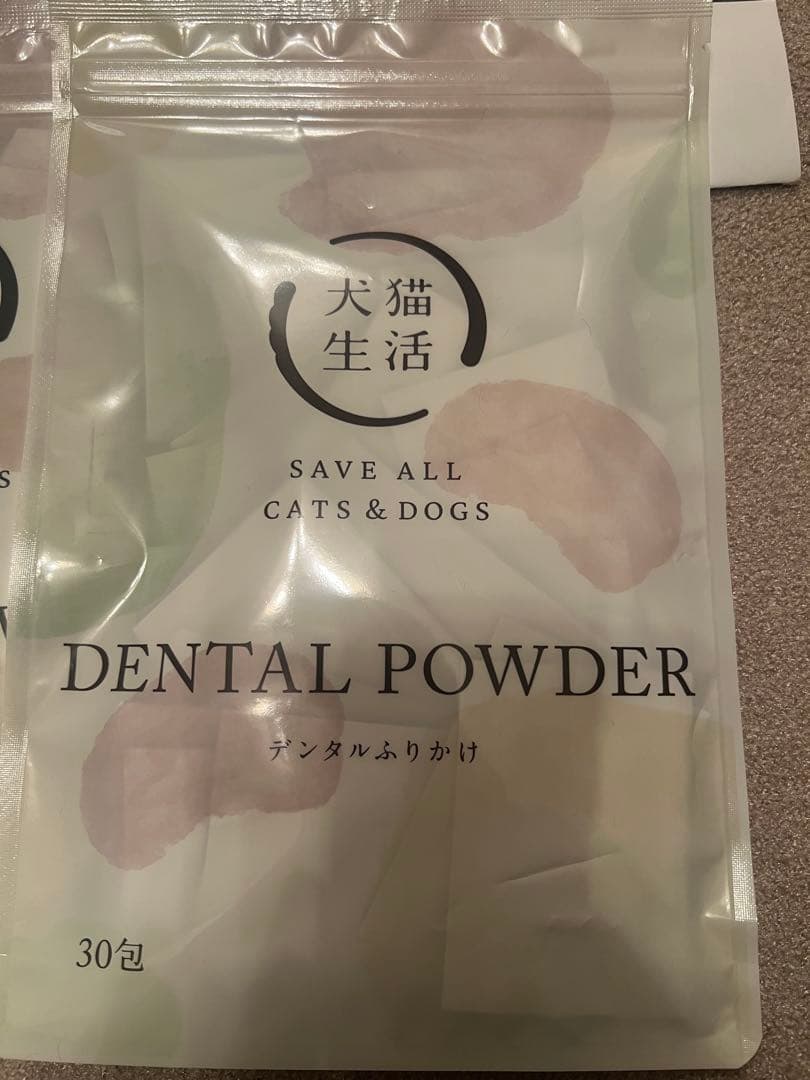 犬猫
生活
SAVE ALL
CATS & DOGS
DENTAL POWDER
デンタルふりかけ
30包